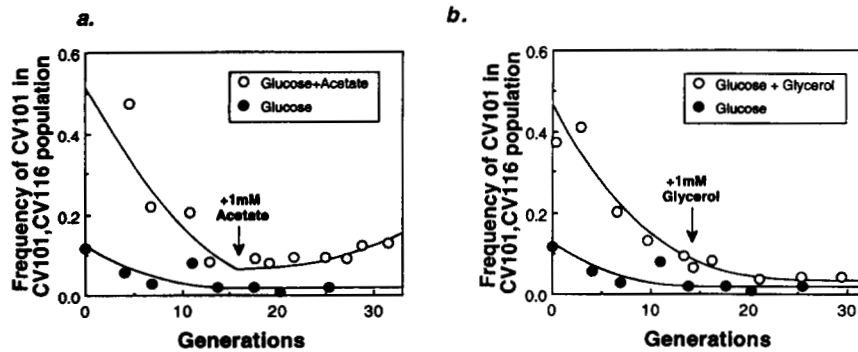 a.
Frequency of CV101 in
CV101,CV116 population
0.6
0.4
0.2
0.0
Glucose+Acetate
Glucose
+1mM
Acetate
0
10
20
30
Generations
b.
Frequency of CV101 in
CV101,CV116 population
0.6
0.4
0.2
0.0
Glucose + Glycerol
Glucose
+1mM
Glycerol
0
10
20
30
Generations